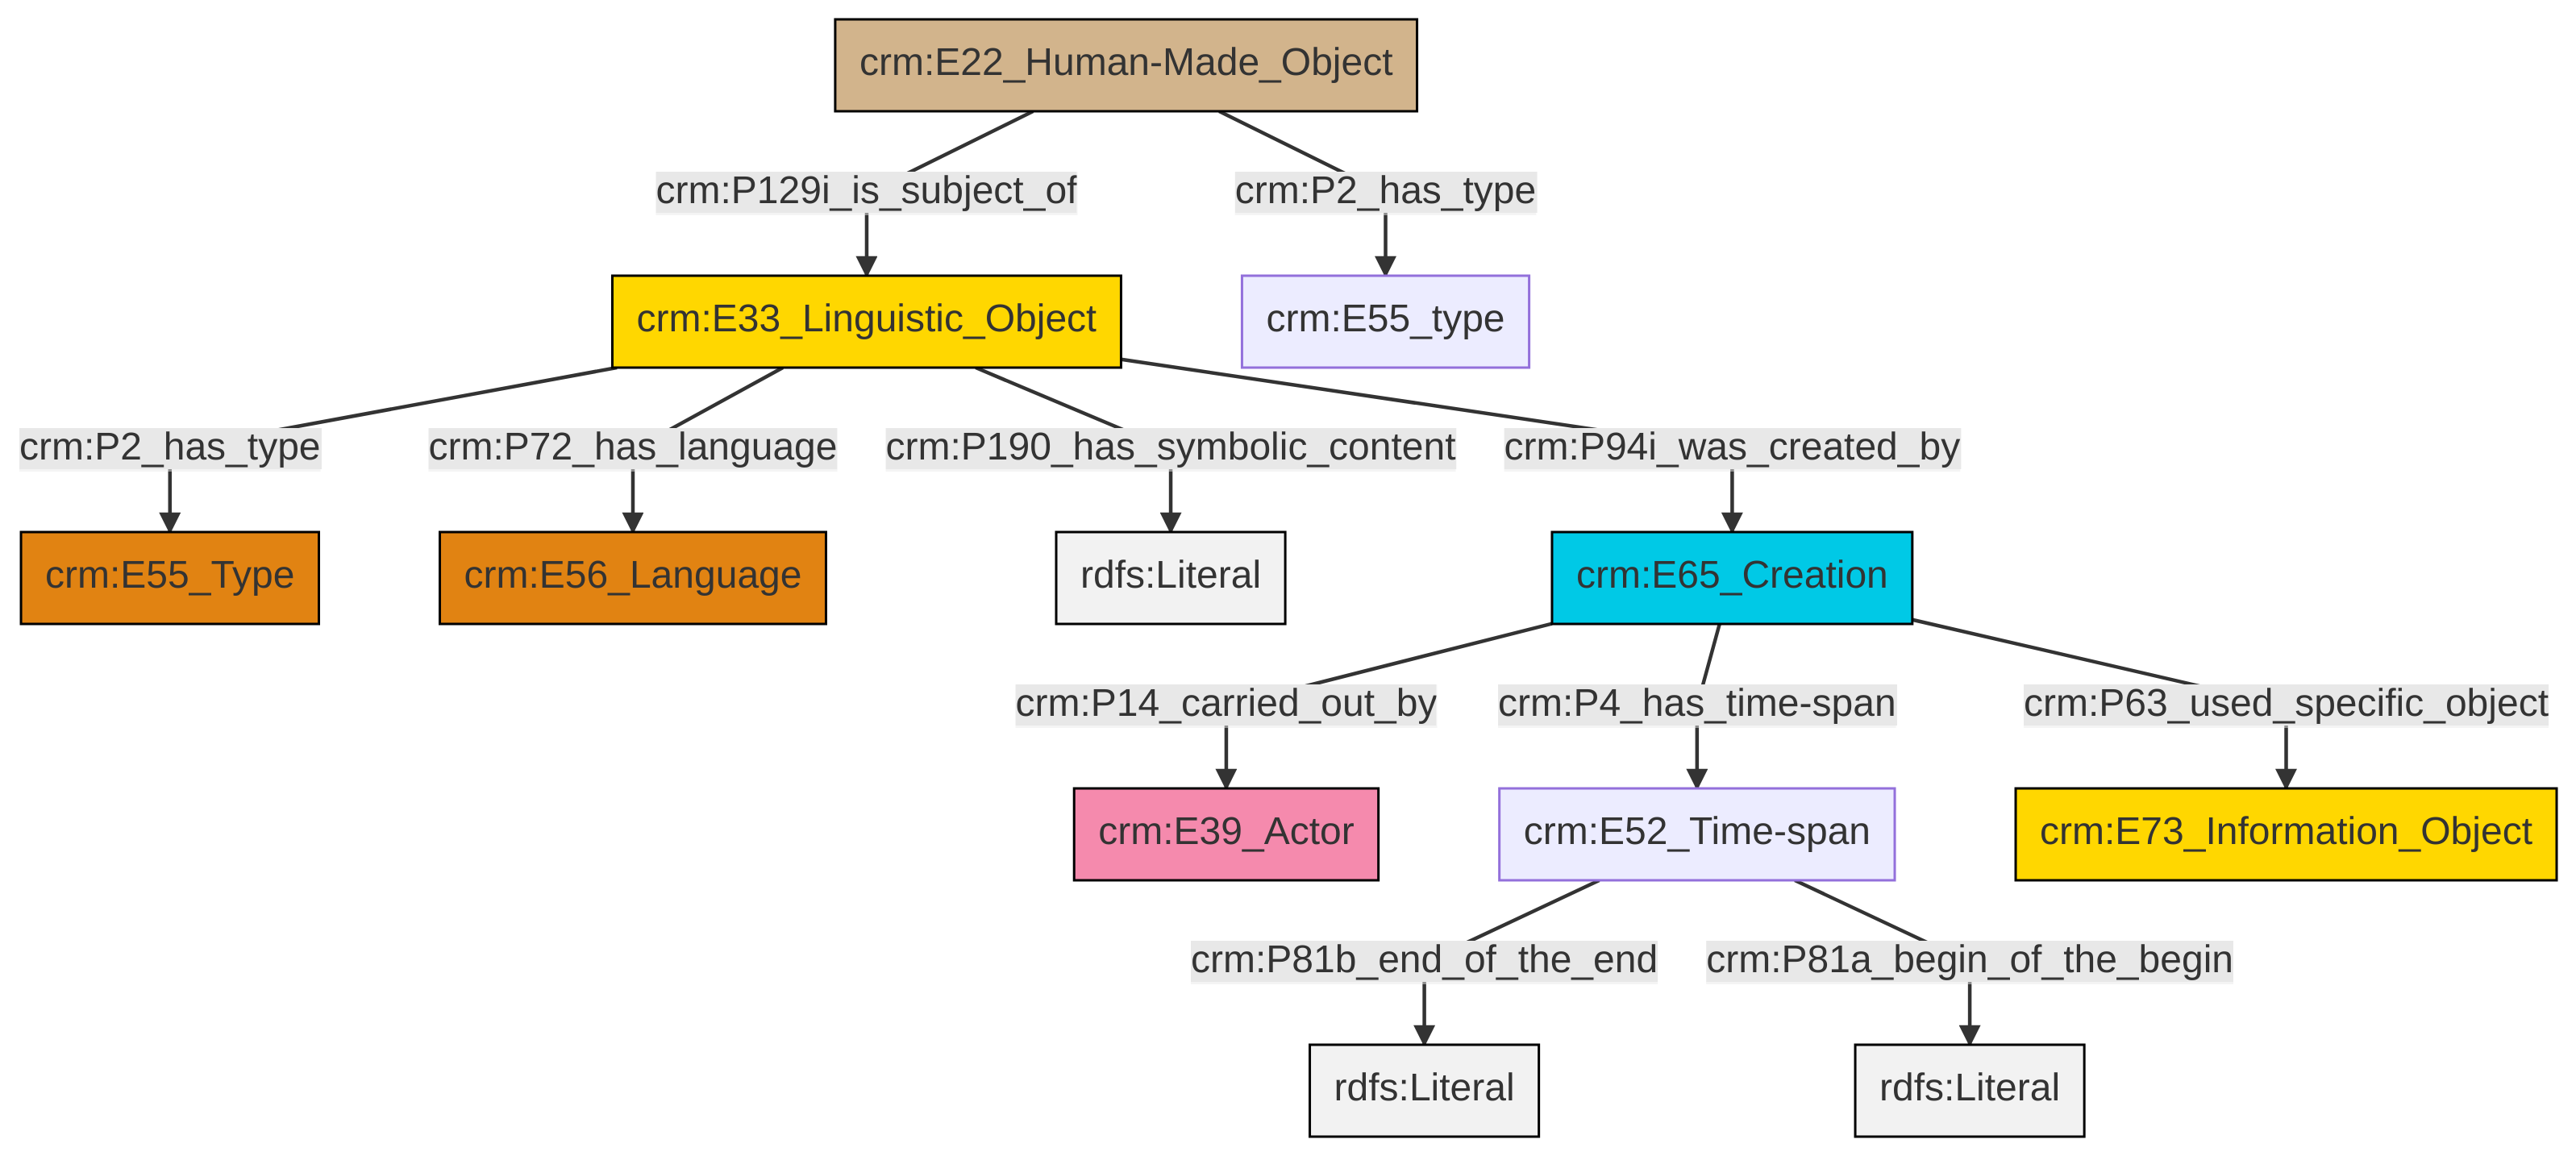 crm:E22_Human-Made_Object
crm:P129i_is_subject_of
crm:P2_has_type
crm:E33_Linguistic_Object
crm:E55_type
crm:P2_has_type
crm:P72_has_language
crm:P190_has_symbolic_content
crm:P94i_was_created_by
crm:E55_Type
crm:E56_Language
rdfs:Literal
crm:E65_Creation
crm:P14_carried_out_by
crm:P4_has_time-span
crm:P63_used_specific_object
crm:E39_Actor
crm:E52_Time-span
crm:E73_Information_Object
crm:P81b_end_of_the_end
crm:P81a_begin_of_the_begin
rdfs:Literal
rdfs:Literal